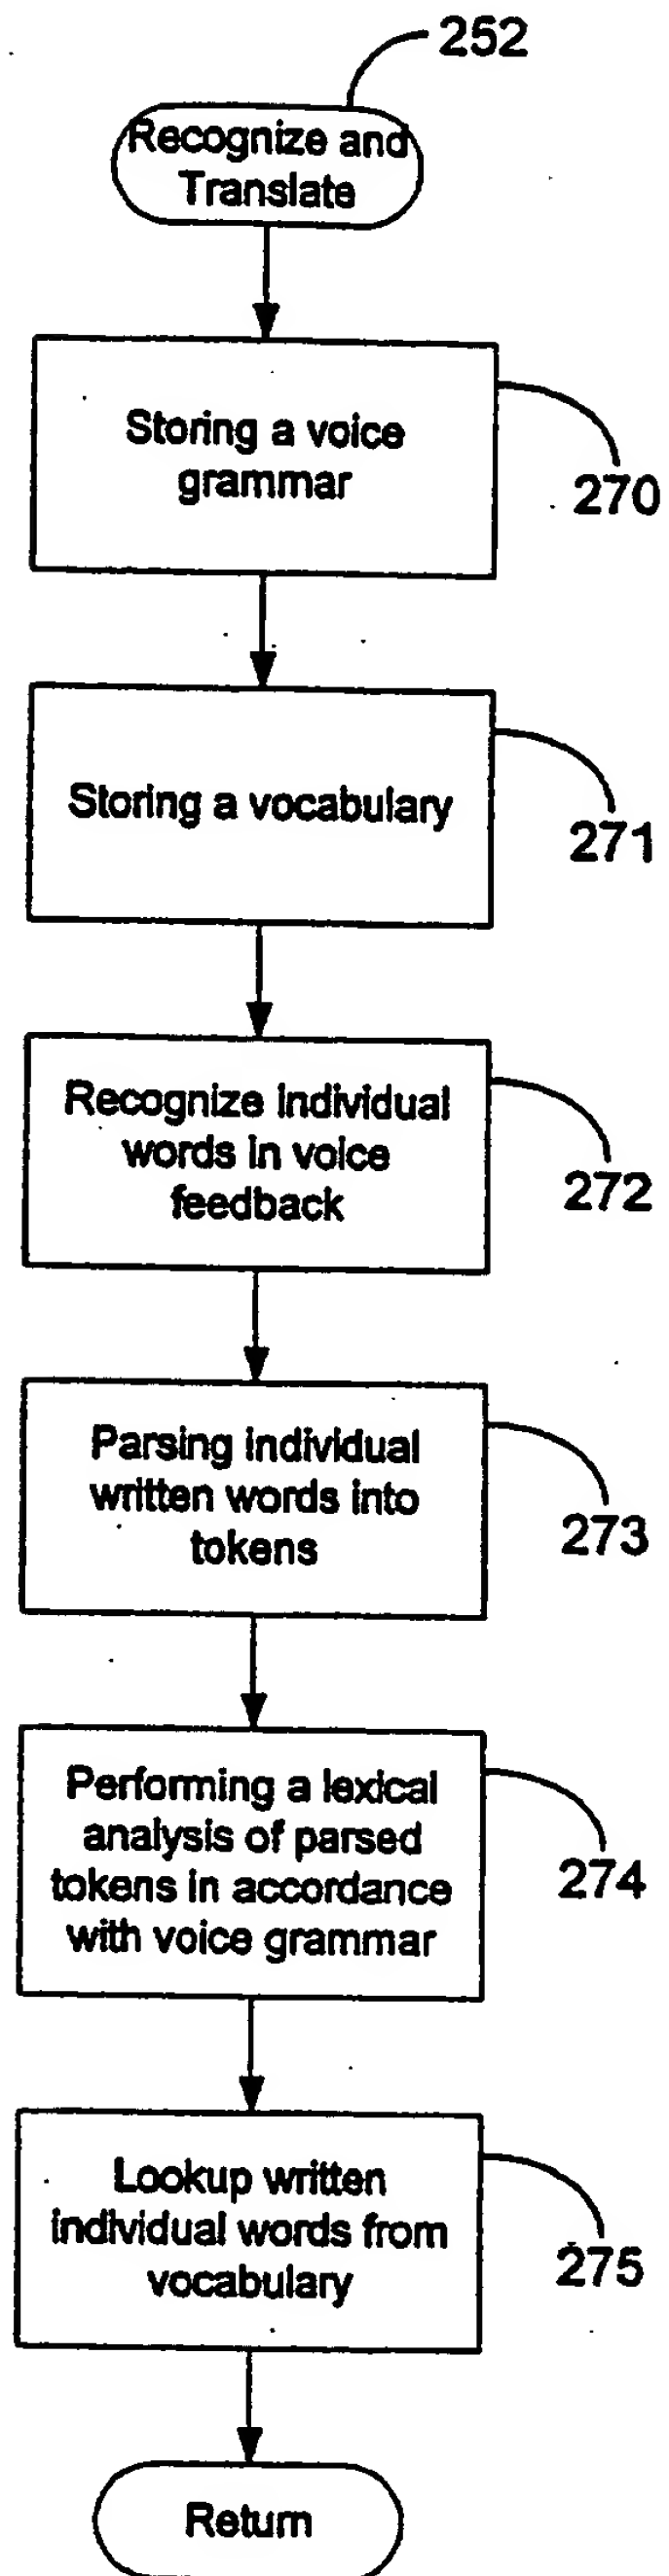 252
Recognize and
Translate
Storing a voice
grammar
270
Storing a vocabulary
271
Recognize individual
words in voice
feedback
272
Parsing individual
written words into
tokens
273
Performing a lexical
analysis of parsed
tokens in accordance
with voice grammar
274
Lookup written
individual words from
vocabulary
275
Return